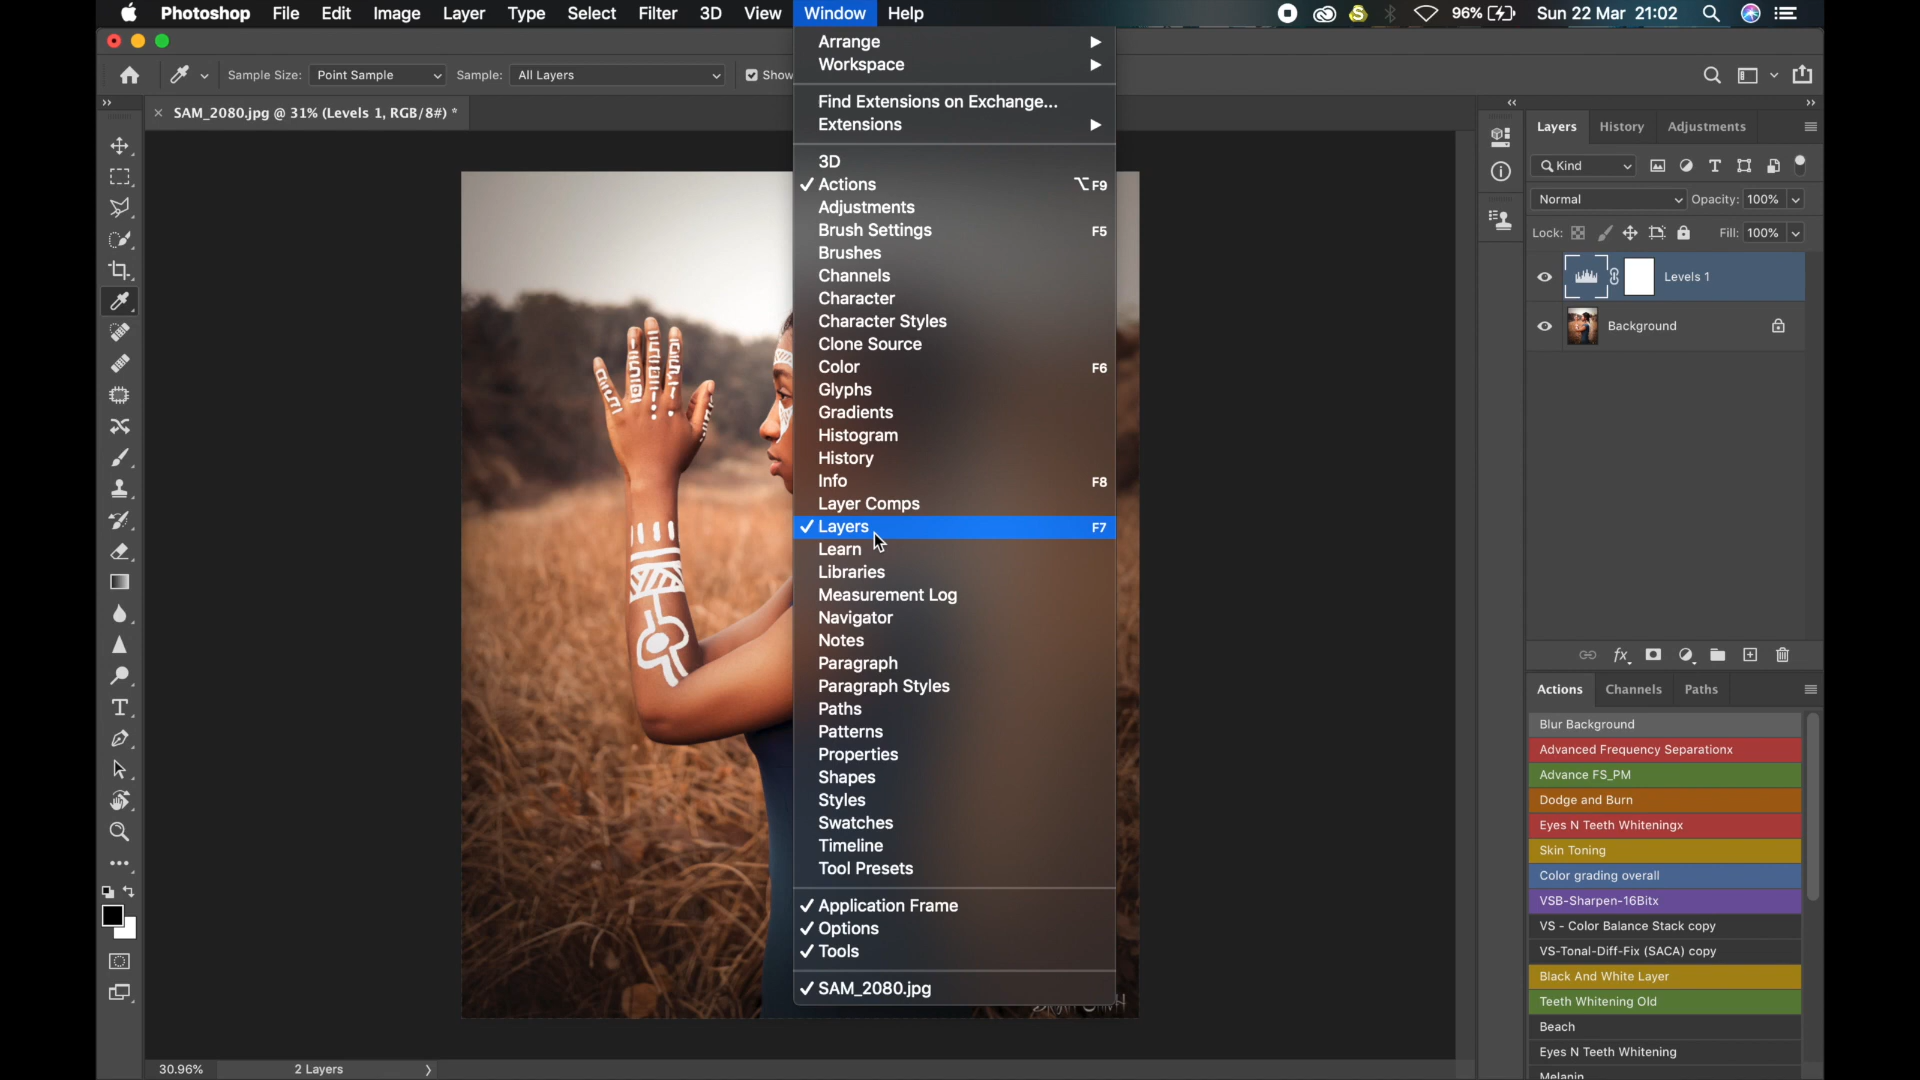 Photoshop File Edit Image Layer Type Select Filter 3D View Window Help 96% Sun 22 Mar 21:02
Sample Size: Point Sample Sample: All Layers Show
SAM_2080.jpg @ 31% (Levels 1, RGB/8#) *
Arrange
Workspace
Find Extensions on Exchange...
Extensions
3D
Actions ⌥F9
Adjustments
Brush Settings F5
Brushes
Channels
Character
Character Styles
Clone Source
Color F6
Glyphs
Gradients
Histogram
History
Info F8
Layer Comps
Layers F7
Learn
Libraries
Measurement Log
Navigator
Notes
Paragraph
Paragraph Styles
Paths
Patterns
Properties
Shapes
Styles
Swatches
Timeline
Tool Presets
Application Frame
Options
Tools
SAM_2080.jpg
Layers History Adjustments
Kind
Normal Opacity: 100%
Lock: Fill: 100%
Levels 1
Background
fx
Actions Channels Paths
Blur Background
Advanced Frequency Separationx
Advance FS_PM
Dodge and Burn
Eyes N Teeth Whiteningx
Skin Toning
Color grading overall
VSB-Sharpen-16Bitx
VS - Color Balance Stack copy
VS-Tonal-Diff-Fix (SACA) copy
Black And White Layer
Teeth Whitening Old
Beach
Eyes N Teeth Whitening
Melanin
30.96% 2 Layers